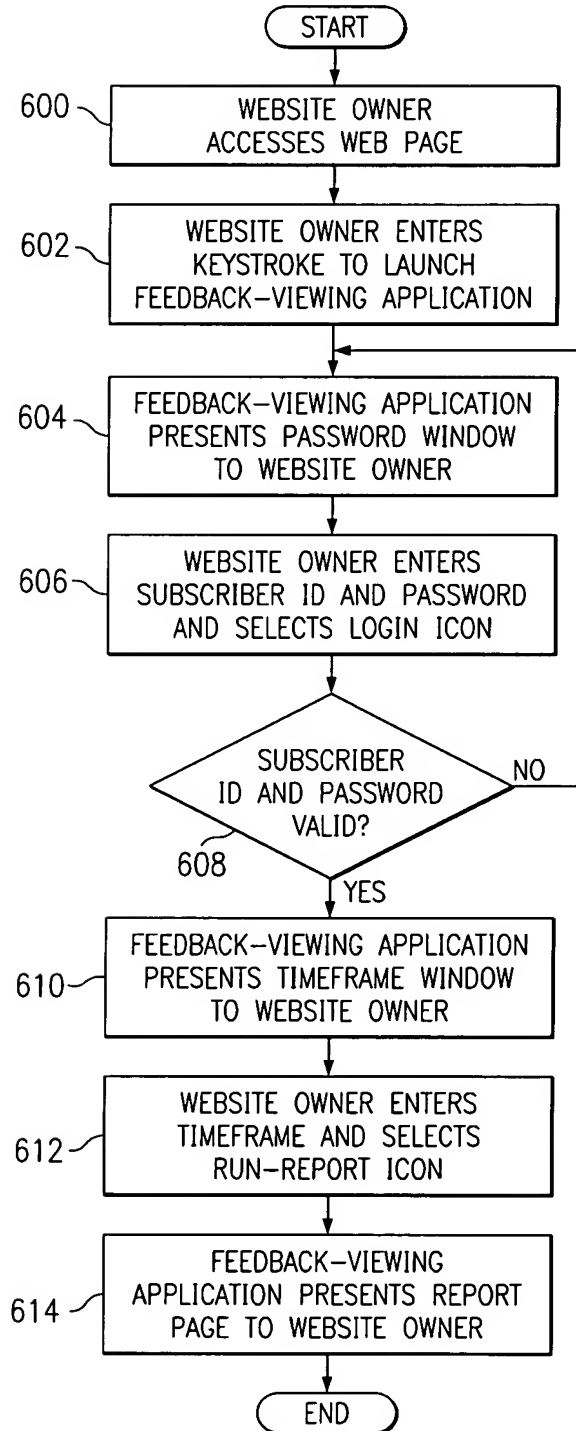 START
600
WEBSITE OWNER
ACCESSES WEB PAGE
602
WEBSITE OWNER ENTERS
KEYSTROKE TO LAUNCH
FEEDBACK-VIEWING APPLICATION
604
FEEDBACK-VIEWING APPLICATION
PRESENTS PASSWORD WINDOW
TO WEBSITE OWNER
606
WEBSITE OWNER ENTERS
SUBSCRIBER ID AND PASSWORD
AND SELECTS LOGIN ICON
SUBSCRIBER
ID AND PASSWORD
VALID?
NO
608
YES
610
FEEDBACK-VIEWING APPLICATION
PRESENTS TIMEFRAME WINDOW
TO WEBSITE OWNER
612
WEBSITE OWNER ENTERS
TIMEFRAME AND SELECTS
RUN-REPORT ICON
614
FEEDBACK-VIEWING
APPLICATION PRESENTS REPORT
PAGE TO WEBSITE OWNER
END